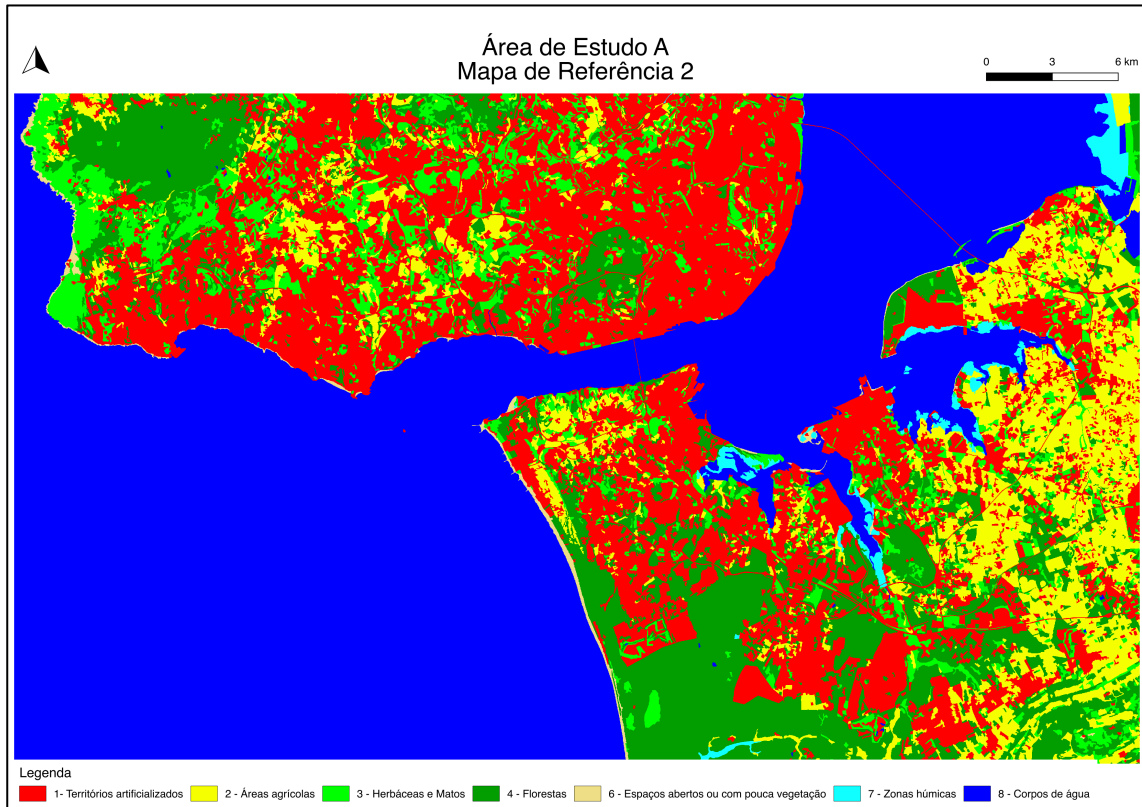 Área de Estudo A
Mapa de Referência 2
0 3 6 km
Legenda
1- Territórios artificializados 2 - Áreas agrícolas 3 - Herbáceas e Matos 4 - Florestas 6 - Espaços abertos ou com pouca vegetação 7 - Zonas húmicas 8 - Corpos de água